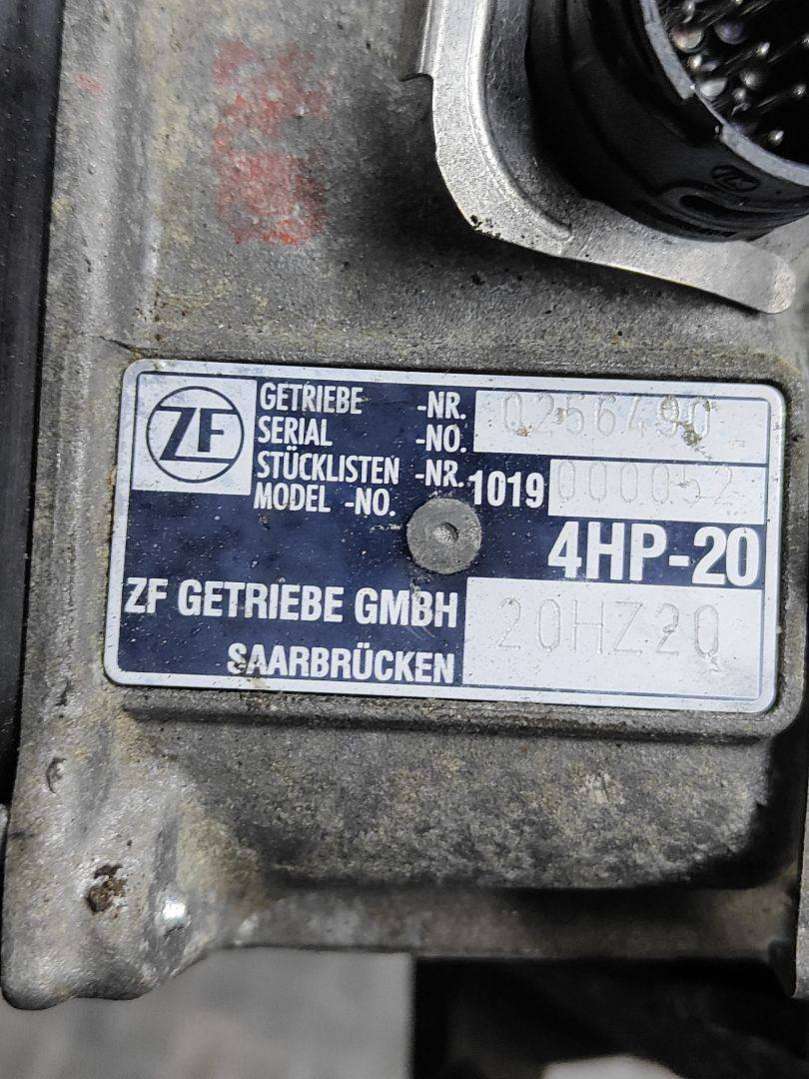 ZF
GETRIEBE -NR. 0256490
SERIAL -NO.
STÜCKLISTEN -NR. 1019 000052
MODEL -NO.
4HP-20
ZF GETRIEBE GMBH 20HZ20
SAARBRÜCKEN